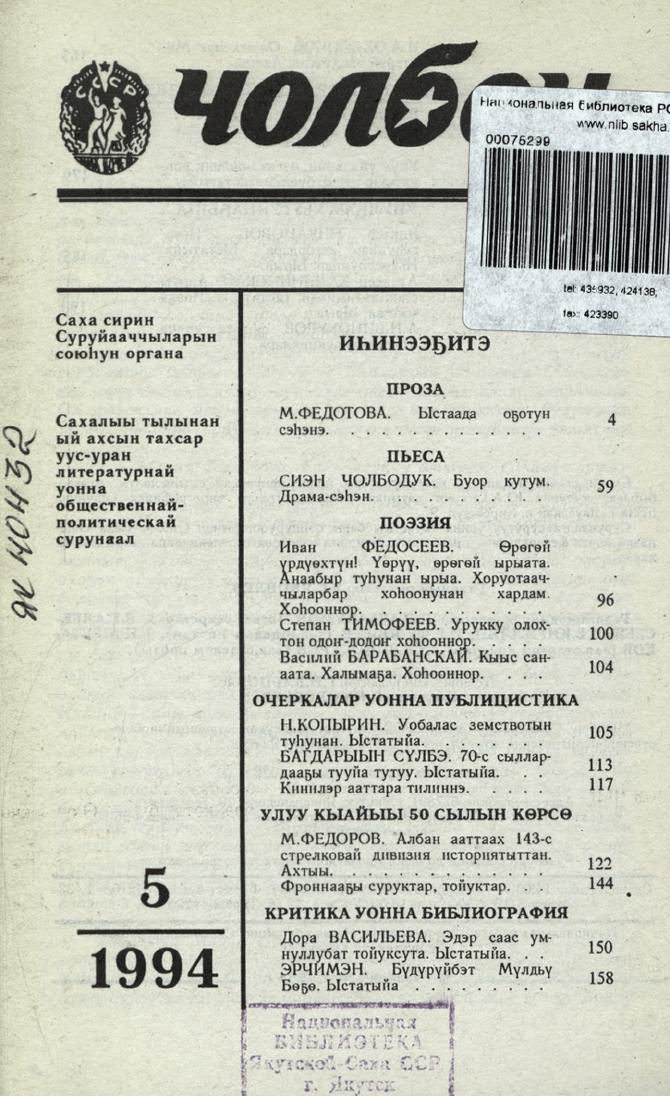 СССР
чолбон
Национальная библиотека РС
www.nlib.sakha.
00075299
tel: 435932, 424138,
fax: 423390
Саха сирин
Суруйааччыларын
союһун органа
Сахалыы тылынан
ый ахсын тахсар
уус-уран
литературнай
уонна
общественнай-
политическай
сурунаал
ЯК 40432
5
1994
ИҺИНЭЭҔИТЭ
ПРОЗА
М.ФЕДОТОВА. Ыстаада оҕотун
сэһэнэ. . . . . . . . . . . . 4
ПЬЕСА
СИЭН ЧОЛБОДУК. Буор кутум.
Драма-сэһэн. . . . . . . . . . 59
ПОЭЗИЯ
Иван ФЕДОСЕЕВ. Өрөгөй
үрдүөхтүн! Үөрүү, өрөгөй ырыата.
Анаабыр туһунан ырыа. Хоруотаач-
чыларбар хоһоонунан хардам.
Хоһооннор. . . . . . . . . . . 96
Степан ТИМОФЕЕВ. Урукку олох-
тон одоҥ-додоҥ хоһооннор. . . . . 100
Василий БАРАБАНСКАЙ. Кыыс сан-
аата. Халымаҕа. Хоһооннор. . . . 104
ОЧЕРКАЛАР УОННА ПУБЛИЦИСТИКА
Н.КОПЫРИН. Уобалас земствотын
туһунан. Ыстатыйа. . . . . . . . 105
БАГДАРЫЫН СҮЛБЭ. 70-с сыллар-
дааҕы тууйа тутуу. Ыстатыйа. . . 113
Кинилэр ааттара тилиннэ. . . . . 117
УЛУУ КЫАЙЫЫ 50 СЫЛЫН КӨРСӨ
М.ФЕДОРОВ. Албан ааттаах 143-с
стрелковай дивизия историятыттан.
Ахтыы. . . . . . . . . . . . . 122
Фроннааҕы суруктар, тойуктар. . . 144
КРИТИКА УОННА БИБЛИОГРАФИЯ
Дора ВАСИЛЬЕВА. Эдэр саас ум-
нуллубат тойуксута. Ыстатыйа. . . 150
ЭРЧИМЭН. Бүдүрүйбэт Мүлдьү
Бөҕө. Ыстатыйа . . . . . . . . . 158
Национальная
БИБЛИОТЕКА
Якутской-Саха ССР
г. Якутск